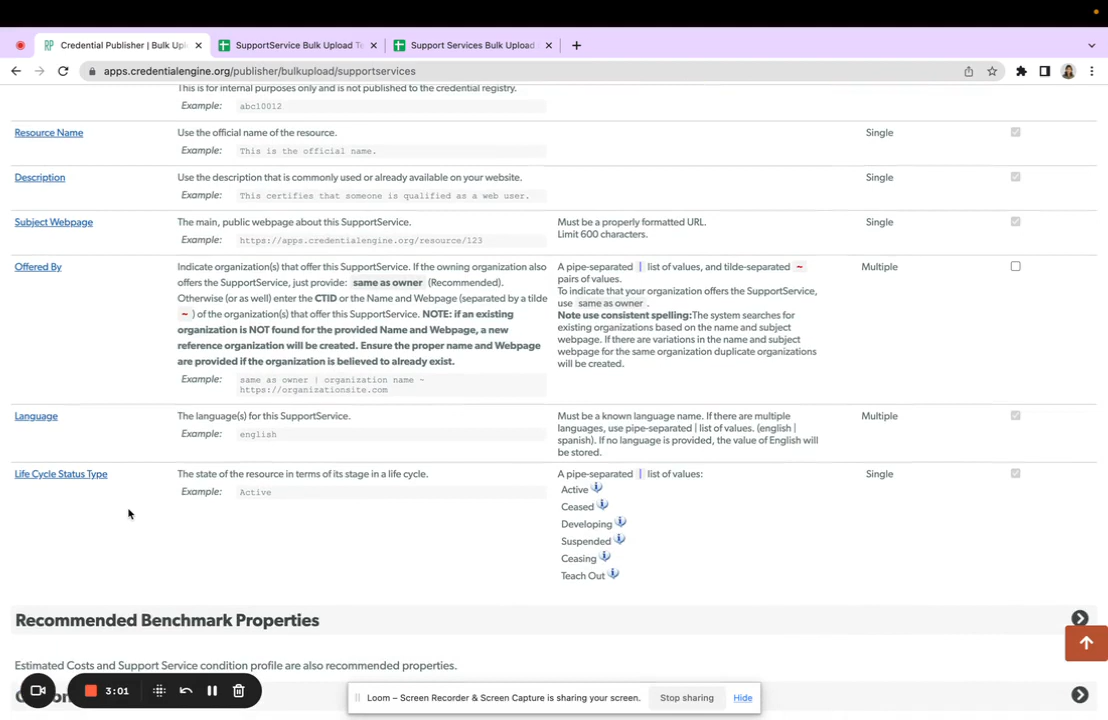 Credential Publisher | Bulk Upl
SupportService Bulk Upload Te
Support Services Bulk Upload
apps.credentialengine.org/publisher/bulkupload/supportservices
This is for internal purposes only and is not published to the credential registry.
Example: abc10012
Resource Name
Use the official name of the resource.
Single
Example: This is the official name.
Description
Use the description that is commonly used or already available on your website.
Single
Example: This certifies that someone is qualified as a web user.
Subject Webpage
The main, public webpage about this SupportService.
Must be a properly formatted URL.
Limit 600 characters.
Single
Example: https://apps.credentialengine.org/resource/123
Offered By
Indicate organization(s) that offer this SupportService. If the owning organization also
offers the SupportService, just provide: same as owner (Recommended).
Otherwise (or as well) enter the CTID or the Name and Webpage (separated by a tilde
~ ) of the organization(s) that offer this SupportService. NOTE: if an existing
organization is NOT found for the provided Name and Webpage, a new
reference organization will be created. Ensure the proper name and Webpage
are provided if the organization is believed to already exist.
Example: same as owner | organization name ~
https://organizationsite.com
A pipe-separated | list of values, and tilde-separated ~
pairs of values.
To indicate that your organization offers the SupportService,
use same as owner .
Note use consistent spelling:The system searches for
existing organizations based on the name and subject
webpage. If there are variations in the name and subject
webpage for the same organization duplicate organizations
will be created.
Multiple
Language
The language(s) for this SupportService.
Example: english
Must be a known language name. If there are multiple
languages, use pipe-separated | list of values. (english |
spanish). If no language is provided, the value of English will
be stored.
Multiple
Life Cycle Status Type
The state of the resource in terms of its stage in a life cycle.
Example: Active
A pipe-separated | list of values:
Active
Ceased
Developing
Suspended
Ceasing
Teach Out
Single
Recommended Benchmark Properties
Estimated Costs and Support Service condition profile are also recommended properties.
3:01
Loom – Screen Recorder & Screen Capture is sharing your screen.
Stop sharing
Hide